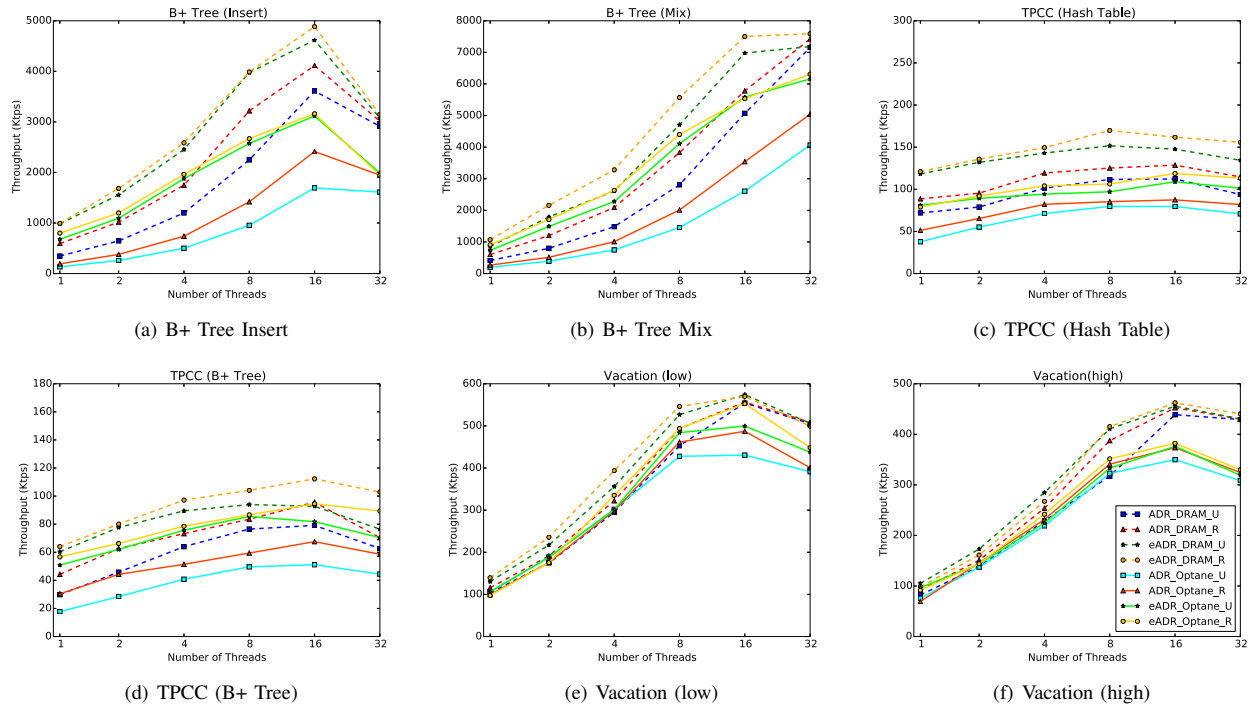 B+ Tree (Insert)
5000
4000
3000
2000
1000
0
Throughput (Ktps)
1 2 4 8 16 32
Number of Threads
(a) B+ Tree Insert
B+ Tree (Mix)
8000
7000
6000
5000
4000
3000
2000
1000
0
Throughput (Ktps)
1 2 4 8 16 32
Number of Threads
(b) B+ Tree Mix
TPCC (Hash Table)
300
250
200
150
100
50
0
Throughput (Ktps)
1 2 4 8 16 32
Number of Threads
(c) TPCC (Hash Table)
TPCC (B+ Tree)
180
160
140
120
100
80
60
40
20
0
Throughput (Ktps)
1 2 4 8 16 32
Number of Threads
(d) TPCC (B+ Tree)
Vacation (low)
600
500
400
300
200
100
0
Throughput (Ktps)
1 2 4 8 16 32
Number of Threads
(e) Vacation (low)
Vacation(high)
500
400
300
200
100
0
Throughput (Ktps)
ADR_DRAM_U
ADR_DRAM_R
eADR_DRAM_U
eADR_DRAM_R
ADR_Optane_U
ADR_Optane_R
eADR_Optane_U
eADR_Optane_R
1 2 4 8 16 32
Number of Threads
(f) Vacation (high)